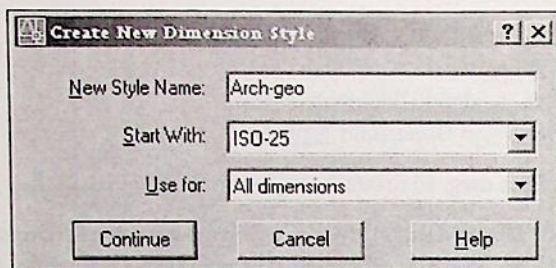 Create New Dimension Style
New Style Name: Arch-geo
Start With: ISO-25
Use for: All dimensions
Continue Cancel Help